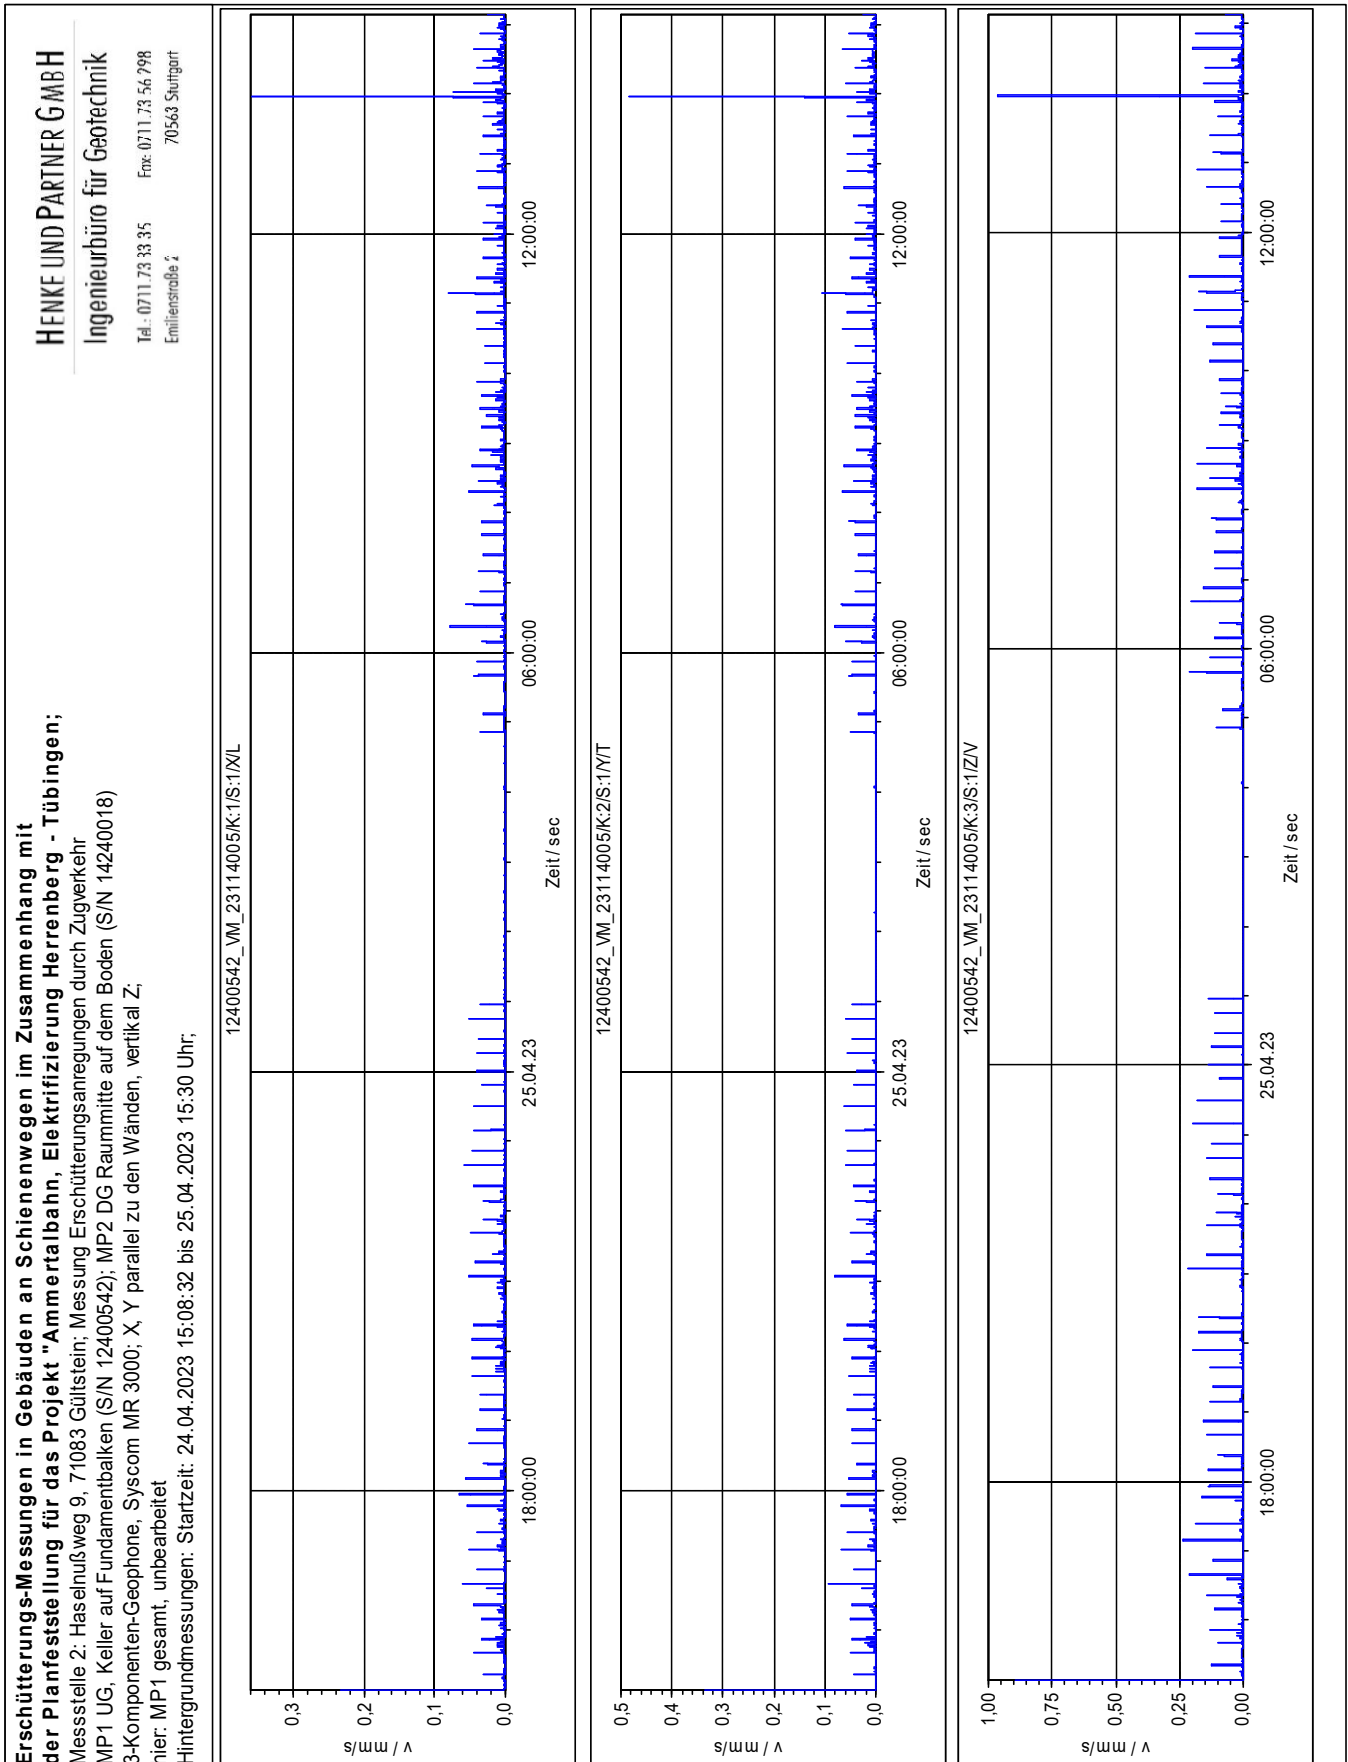 Erschütterungs-Messungen in Gebäuden an Schienenwegen im Zusammenhang mit
der Planfeststellung für das Projekt "Ammertalbahn, Elektrifizierung Herrenberg - Tübingen;
Messstelle 2: Haselnußweg 9, 71083 Gültstein; Messung Erschütterungsanregungen durch Zugverkehr
MP1 UG, Keller auf Fundamentbalken (S/N 12400542); MP2 DG Raummitte auf dem Boden (S/N 14240018)
3-Komponenten-Geophone, Syscom MR 3000; X, Y parallel zu den Wänden, vertikal Z;
hier: MP1 gesamt, unbearbeitet
Hintergrundmessungen: Startzeit: 24.04.2023 15:08:32 bis 25.04.2023 15:30 Uhr;
HENKE UND PARTNER GMBH
Ingenieurbüro für Geotechnik
Tel.: 0711.73 33 35 Fax: 0711.73 56 798
Emilienstraße 2 70563 Stuttgart
12400542_VM_23114005/K:1/S:1/X/L
v / mm/s
0,3
0,2
0,1
0,0
18:00:00 25.04.23 06:00:00 12:00:00
Zeit / sec
12400542_VM_23114005/K:2/S:1/Y/T
v / mm/s
0,5
0,4
0,3
0,2
0,1
0,0
18:00:00 25.04.23 06:00:00 12:00:00
Zeit / sec
12400542_VM_23114005/K:3/S:1/Z/V
v / mm/s
1,00
0,75
0,50
0,25
0,00
18:00:00 25.04.23 06:00:00 12:00:00
Zeit / sec